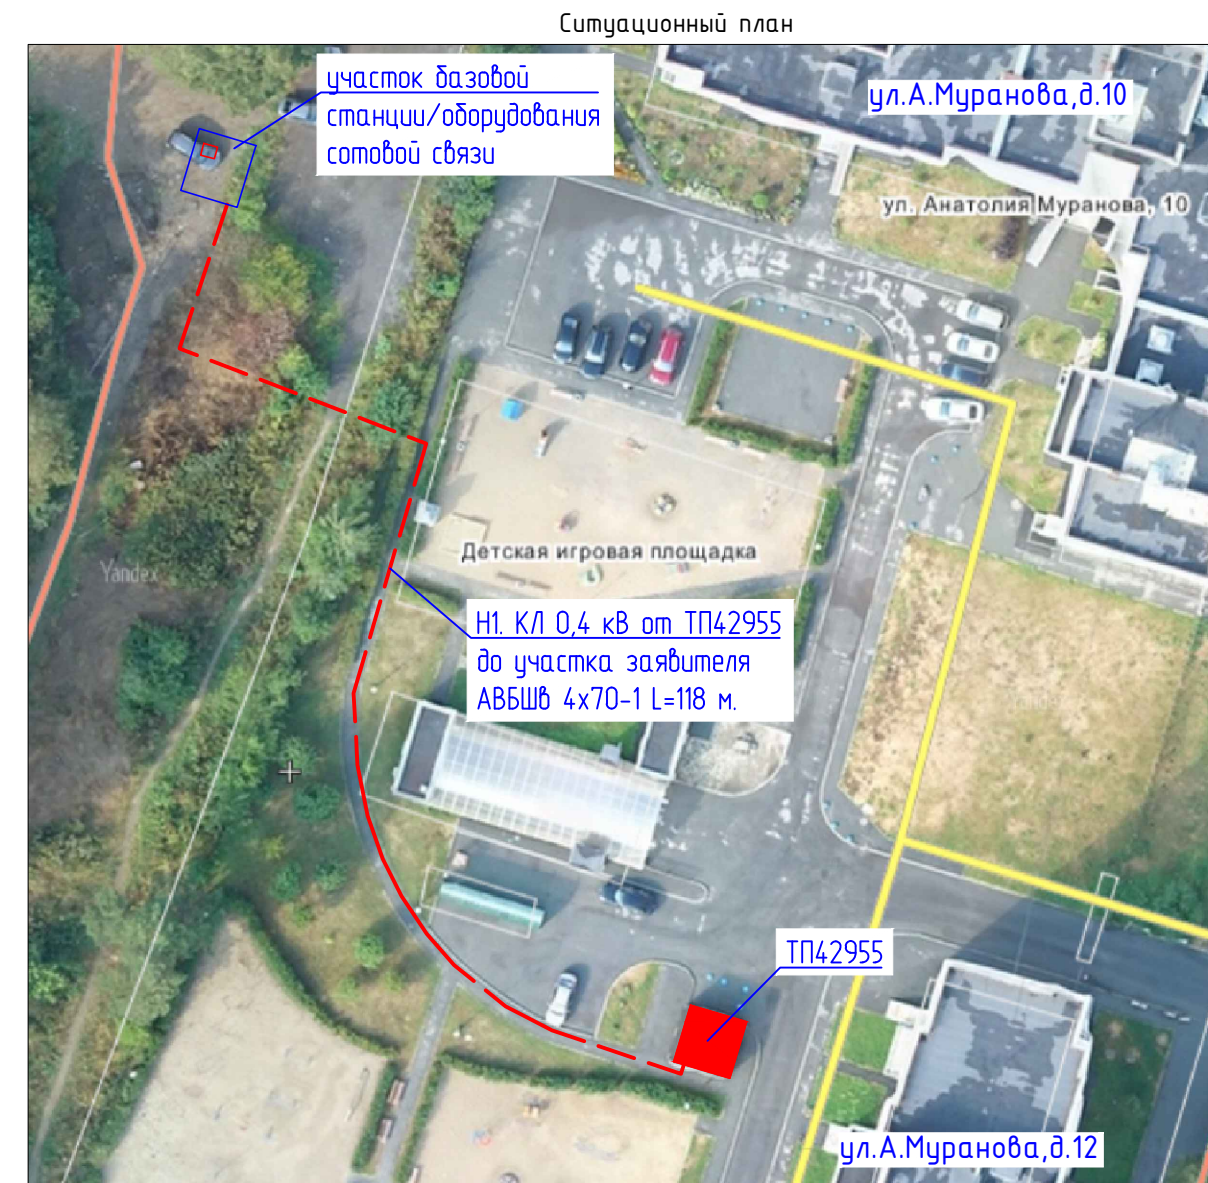 Ситуационный план
участок базовой
станции/оборудования
сотовой связи
ул.А.Муранова,д.10
ул. Анатолия Муранова, 10
Детская игровая площадка
Yandex
Н1. КЛ 0,4 кВ от ТП42955
до участка заявителя
АВБШв 4х70-1 L=118 м.
ТП42955
ул.А.Муранова,д.12